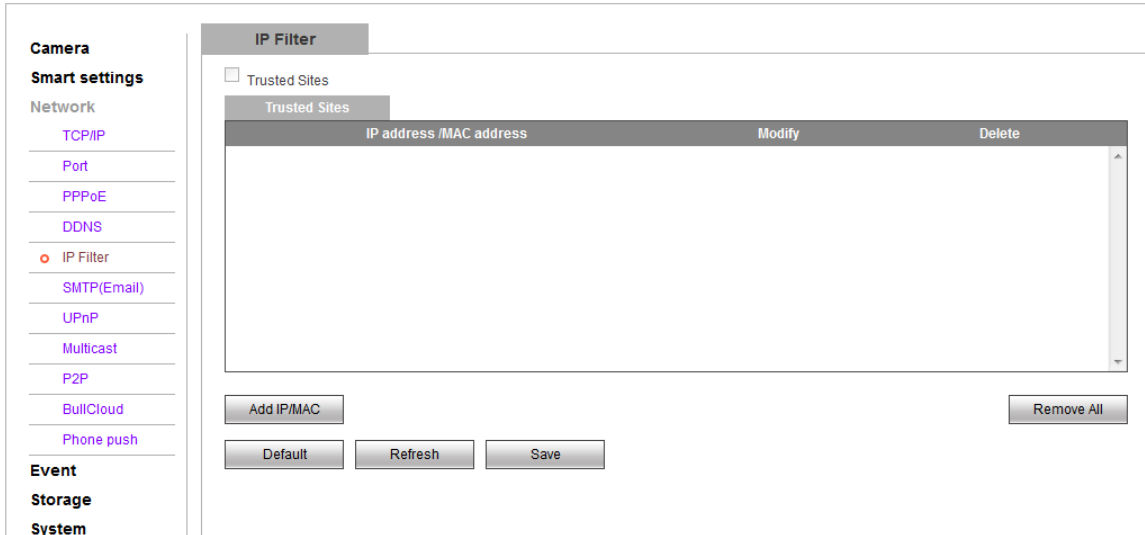 Camera
Smart settings
Network
TCP/IP
Port
PPPoE
DDNS
IP Filter
SMTP(Email)
UPnP
Multicast
P2P
BullCloud
Phone push
Event
Storage
System
IP Filter
Trusted Sites
Trusted Sites
IP address /MAC address Modify Delete
Add IP/MAC Remove All
Default Refresh Save